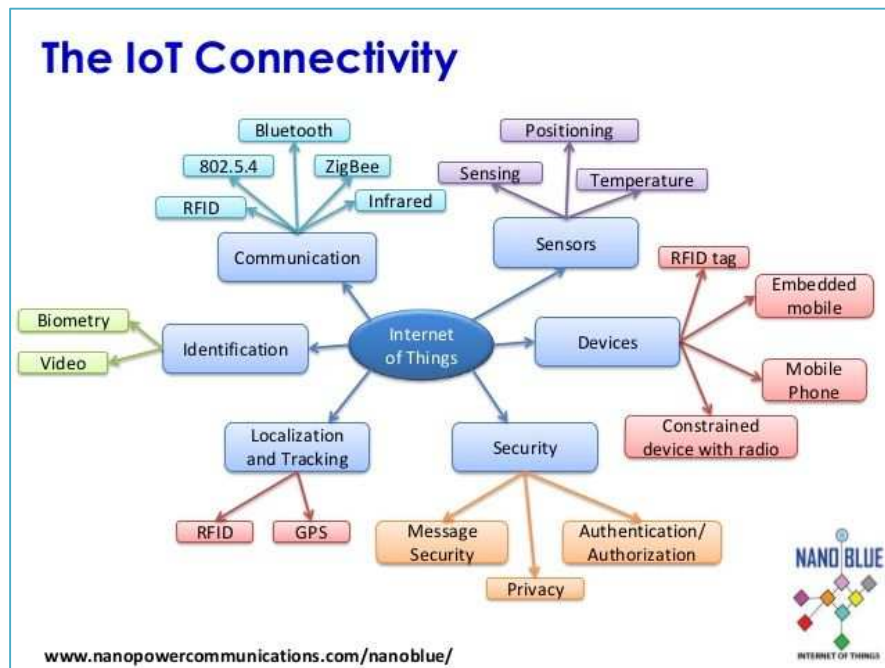 The IoT Connectivity
Bluetooth
802.5.4
ZigBee
RFID
Infrared
Communication
Positioning
Sensing
Temperature
Sensors
RFID tag
Embedded
mobile
Devices
Mobile
Phone
Constrained
device with radio
Internet
of Things
Biometry
Video
Identification
Localization
and Tracking
RFID
GPS
Security
Message
Security
Privacy
Authentication/
Authorization
NANO BLUE
INTERNET OF THINGS
www.nanopowercommunications.com/nanoblue/